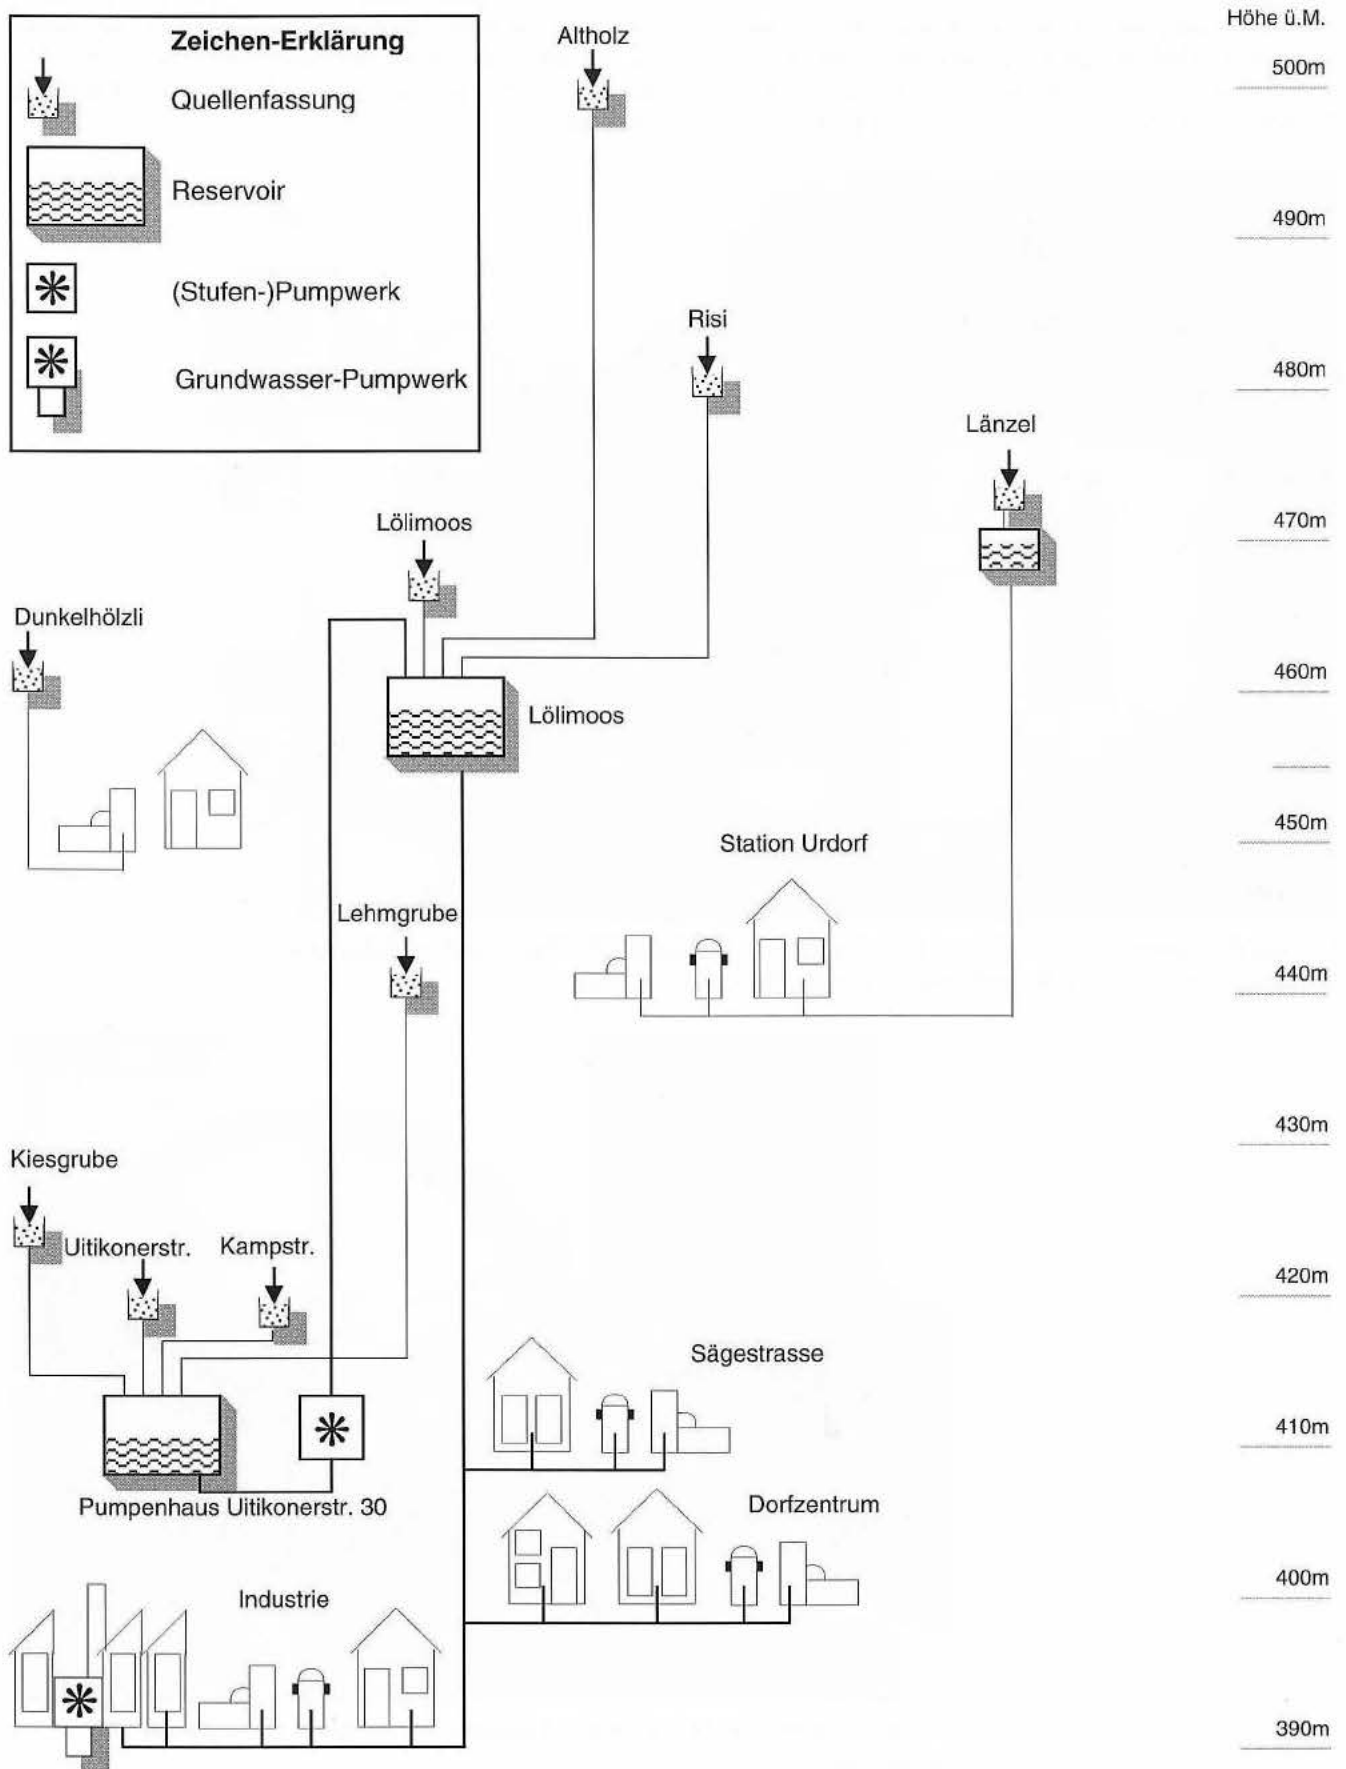 Zeichen-Erklärung
Quellenfassung
Reservoir
(Stufen-)Pumpwerk
Grundwasser-Pumpwerk
Höhe ü.M.
Altholz
500m
490m
Risi
480m
Länzel
Lölimoos
470m
Dunkelhölzli
460m
Lölimoos
450m
Station Urdorf
Lehmgrube
440m
430m
Kiesgrube
Uitikonerstr.
Kampstr.
420m
Sägestrasse
410m
Pumpenhaus Uitikonerstr. 30
Dorfzentrum
400m
Industrie
390m